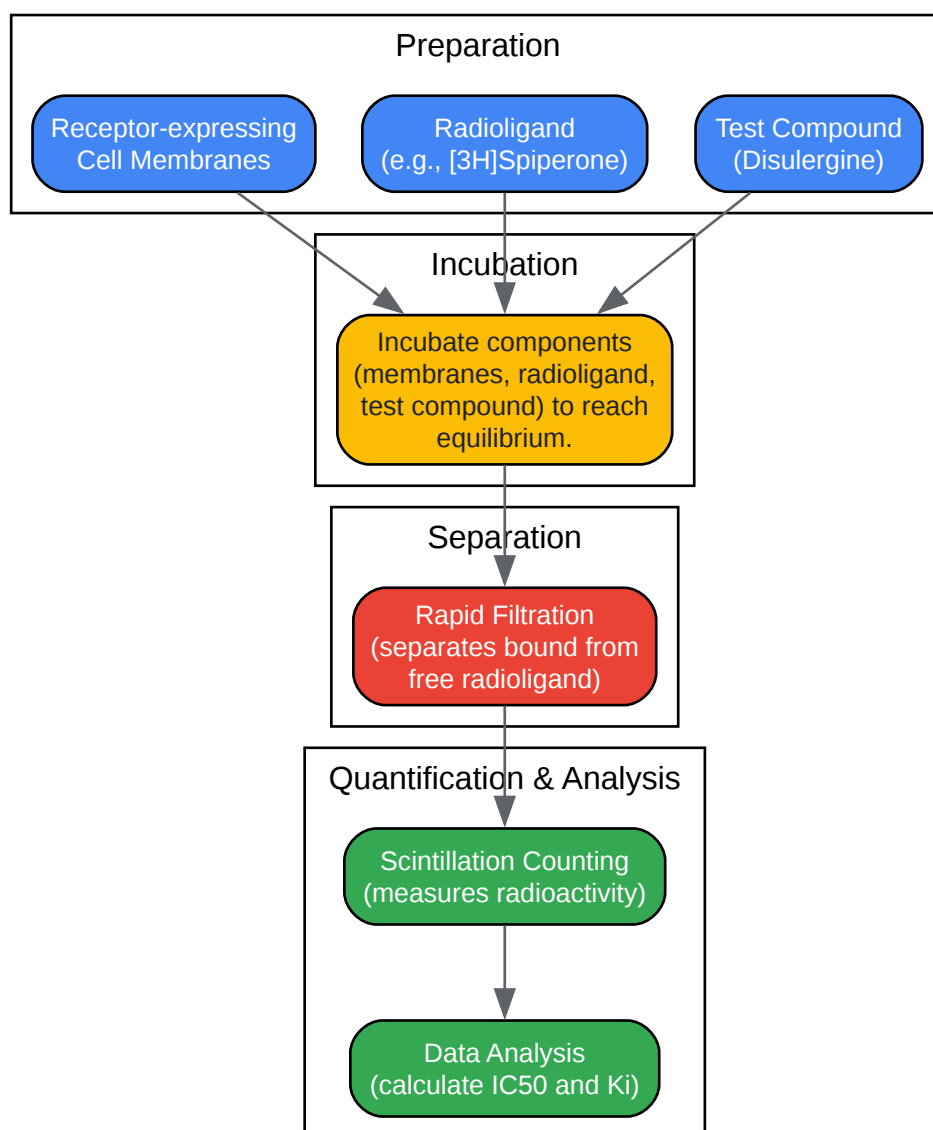 Preparation
Receptor-expressing
Cell Membranes
Radioligand
(e.g., [3H]Spiperone)
Test Compound
(Disulergine)
Incubation
Incubate components
(membranes, radioligand,
test compound) to reach
equilibrium.
Separation
Rapid Filtration
(separates bound from
free radioligand)
Quantification & Analysis
Scintillation Counting
(measures radioactivity)
Data Analysis
(calculate IC50 and Ki)